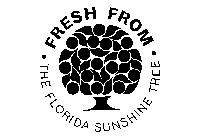 • FRESH FROM •
THE FLORIDA SUNSHINE TREE